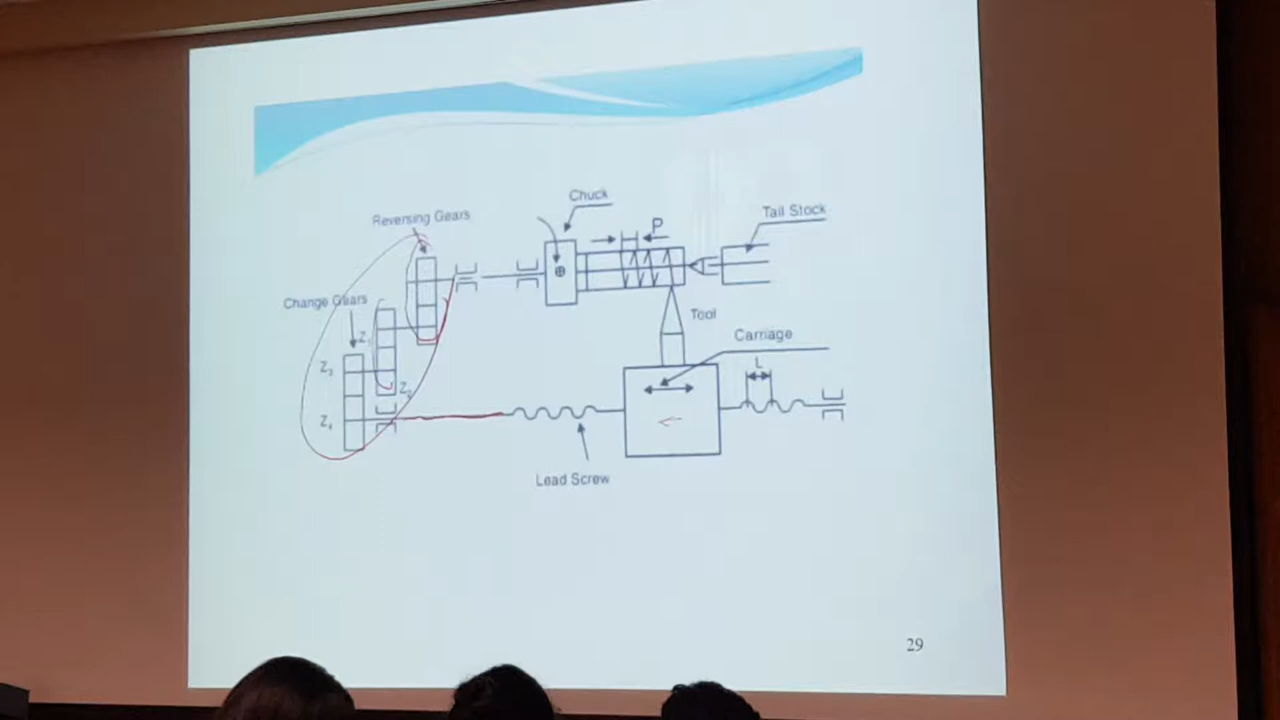 Chuck
Reversing Gears
P
Tail Stock
Change Gears
Z1
Tool
Carriage
Z3
L
Z2
Z4
Lead Screw
29